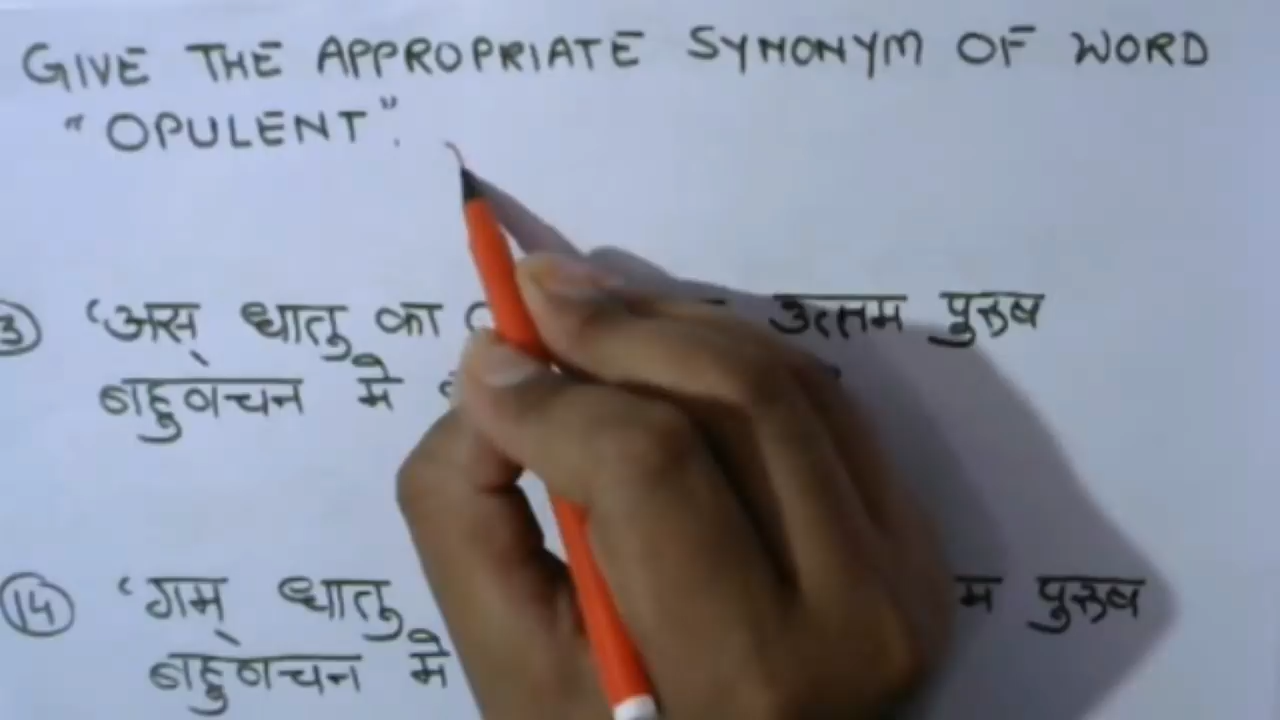 GIVE THE APPROPRIATE SYNONYM OF WORD
"OPULENT".
3 'अस् धातु का उत्तम पुरुष
बहुवचन मे
14 'गम् धातु म पुरुष
बहुवचन मे